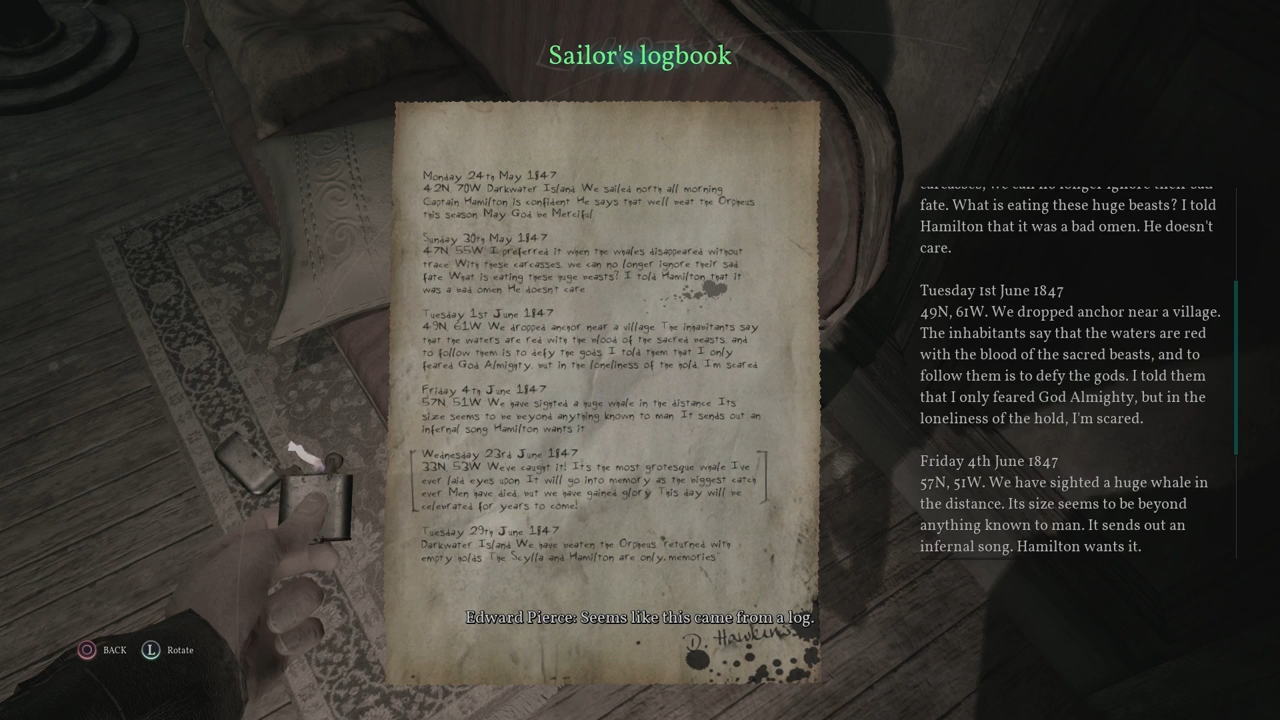 Sailor's logbook
Monday 24th May 1847
42N, 70W Darkwater Island We sailed north all morning
Captain Hamilton is confident He says that we'll beat the Orpheus
this season May God be Merciful
Sunday 30th May 1847
47N 55W I preferred it when the whales disappeared without
trace With these carcasses, we can no longer ignore their sad
fate What is eating these huge beasts? I told Hamilton that it
was a bad omen He doesn't care
Tuesday 1st June 1847
49N, 61W We dropped anchor near a village The inhabitants say
that the waters are red with the blood of the sacred beasts, and
to follow them is to defy the gods I told them that I only
feared God Almighty, but in the loneliness of the hold, I'm scared
Friday 4th June 1847
57N 51W We have sighted a huge whale in the distance Its
size seems to be beyond anything known to man It sends out an
infernal song Hamilton wants it
Wednesday 23rd June 1847
33N, 53W We've caught it! It's the most grotesque whale I've
ever laid eyes upon It will go into memory as the biggest catch
ever Men have died, but we have gained glory This day will be
celebrated for years to come!
Tuesday 29th June 1847
Darkwater Island We have beaten the Orpheus returned with
empty holds The Scylla and Hamilton are only memories
D. Hawkins
carcasses, we can no longer ignore their sad
fate. What is eating these huge beasts? I told
Hamilton that it was a bad omen. He doesn't
care.
Tuesday 1st June 1847
49N, 61W. We dropped anchor near a village.
The inhabitants say that the waters are red
with the blood of the sacred beasts, and to
follow them is to defy the gods. I told them
that I only feared God Almighty, but in the
loneliness of the hold, I'm scared.
Friday 4th June 1847
57N, 51W. We have sighted a huge whale in
the distance. Its size seems to be beyond
anything known to man. It sends out an
infernal song. Hamilton wants it.
Edward Pierce: Seems like this came from a log.
BACK
L Rotate